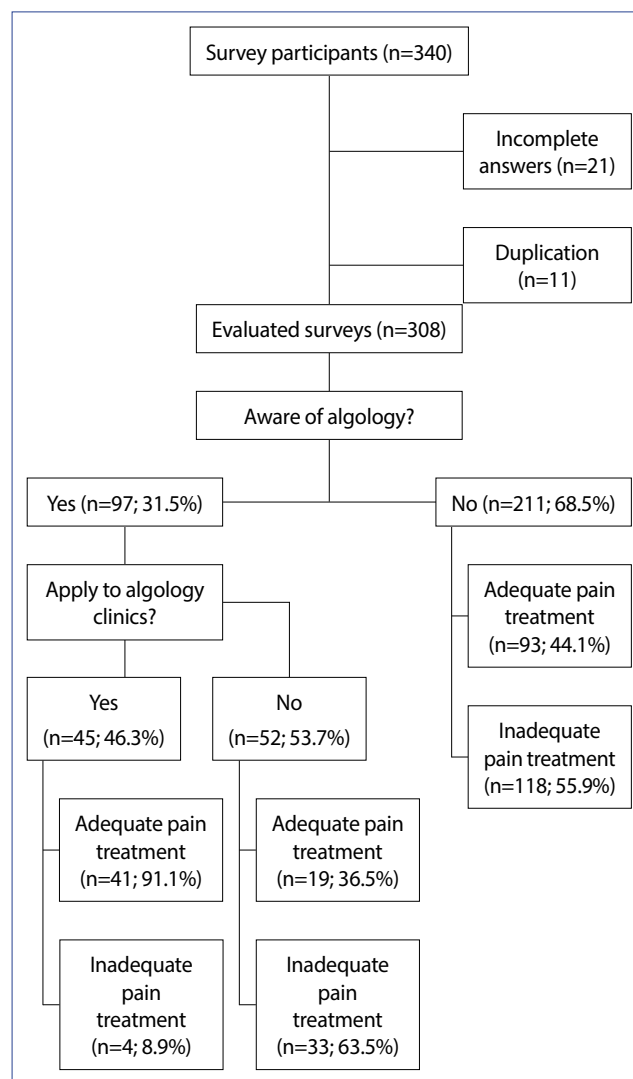 Survey participants (n=340)
Incomplete
answers (n=21)
Duplication
(n=11)
Evaluated surveys (n=308)
Aware of algology?
Yes (n=97; 31.5%)
No (n=211; 68.5%)
Apply to algology
clinics?
Adequate pain
treatment
(n=93; 44.1%)
Yes
(n=45; 46.3%)
No
(n=52; 53.7%)
Inadequate
pain treatment
(n=118; 55.9%)
Adequate pain
treatment
(n=41; 91.1%)
Adequate pain
treatment
(n=19; 36.5%)
Inadequate
pain
treatment
(n=4; 8.9%)
Inadequate
pain
treatment
(n=33; 63.5%)